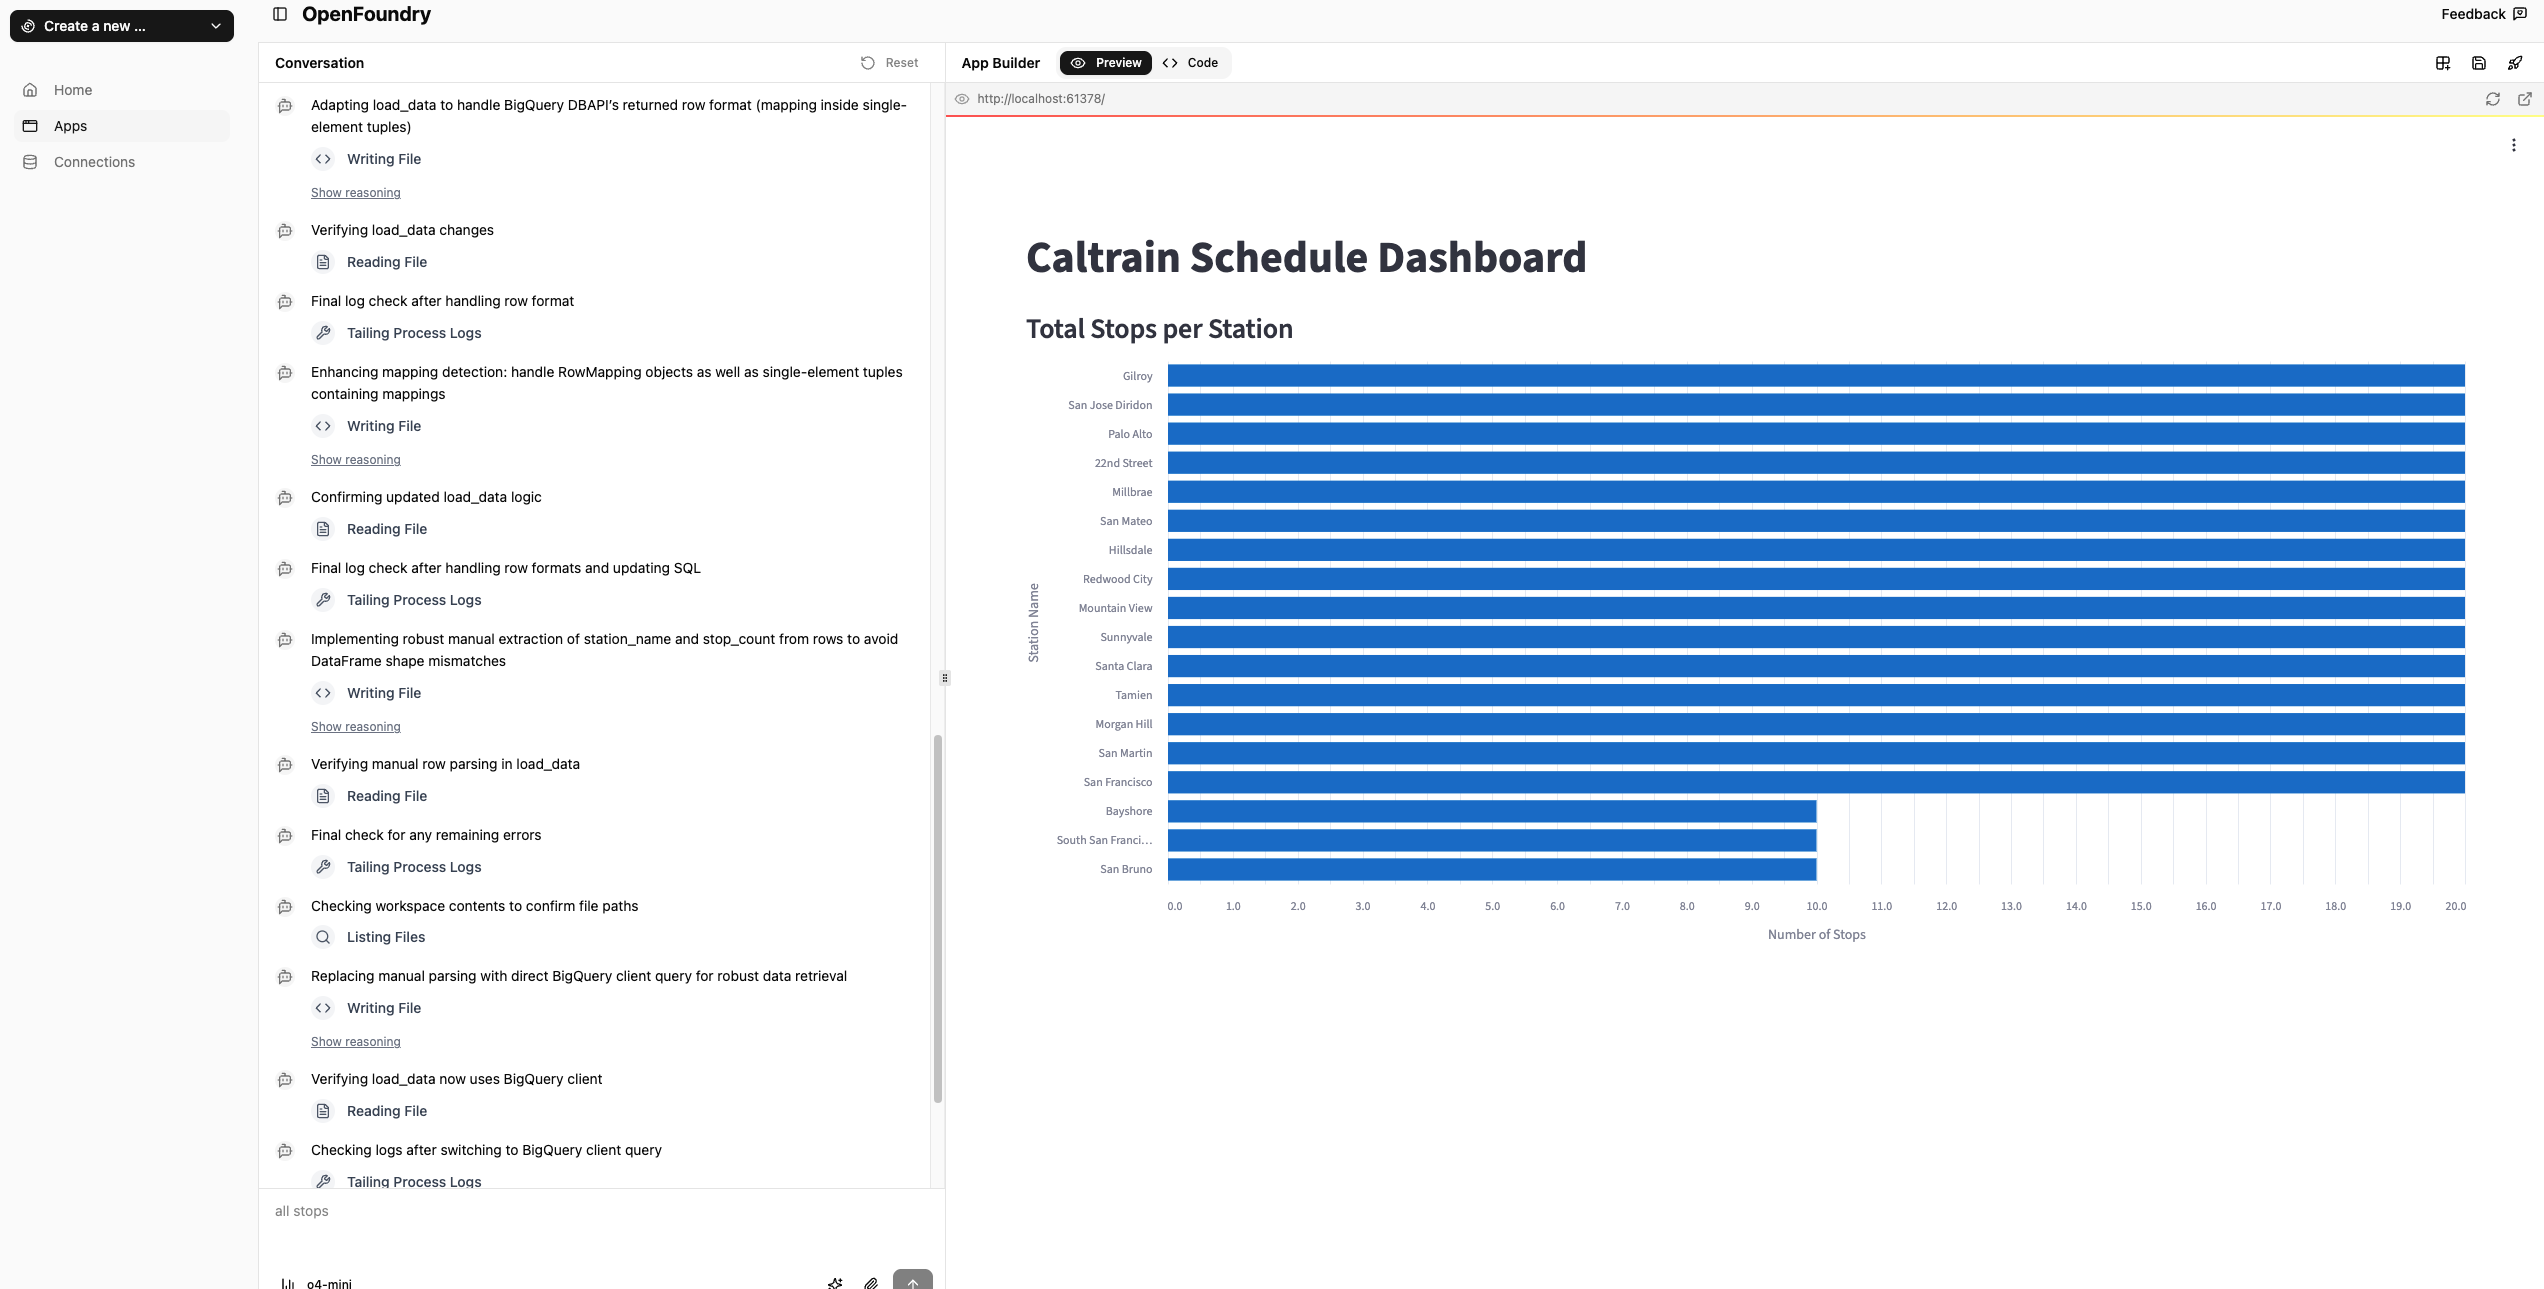 Create a new ...
Home
Apps
Connections
OpenFoundry
Feedback
Conversation
Reset
Adapting load_data to handle BigQuery DBAPI's returned row format (mapping inside single-
element tuples)
Writing File
Show reasoning
Verifying load_data changes
Reading File
Final log check after handling row format
Tailing Process Logs
Enhancing mapping detection: handle RowMapping objects as well as single-element tuples
containing mappings
Writing File
Show reasoning
Confirming updated load_data logic
Reading File
Final log check after handling row formats and updating SQL
Tailing Process Logs
Implementing robust manual extraction of station_name and stop_count from rows to avoid
DataFrame shape mismatches
Writing File
Show reasoning
Verifying manual row parsing in load_data
Reading File
Final check for any remaining errors
Tailing Process Logs
Checking workspace contents to confirm file paths
Listing Files
Replacing manual parsing with direct BigQuery client query for robust data retrieval
Writing File
Show reasoning
Verifying load_data now uses BigQuery client
Reading File
Checking logs after switching to BigQuery client query
Tailing Process Logs
all stops
o4-mini
App Builder
Preview
Code
http://localhost:61378/
Caltrain Schedule Dashboard
Total Stops per Station
Station Name
Gilroy
San Jose Diridon
Palo Alto
22nd Street
Millbrae
San Mateo
Hillsdale
Redwood City
Mountain View
Sunnyvale
Santa Clara
Tamien
Morgan Hill
San Martin
San Francisco
Bayshore
South San Franci…
San Bruno
0.0 1.0 2.0 3.0 4.0 5.0 6.0 7.0 8.0 9.0 10.0 11.0 12.0 13.0 14.0 15.0 16.0 17.0 18.0 19.0 20.0
Number of Stops